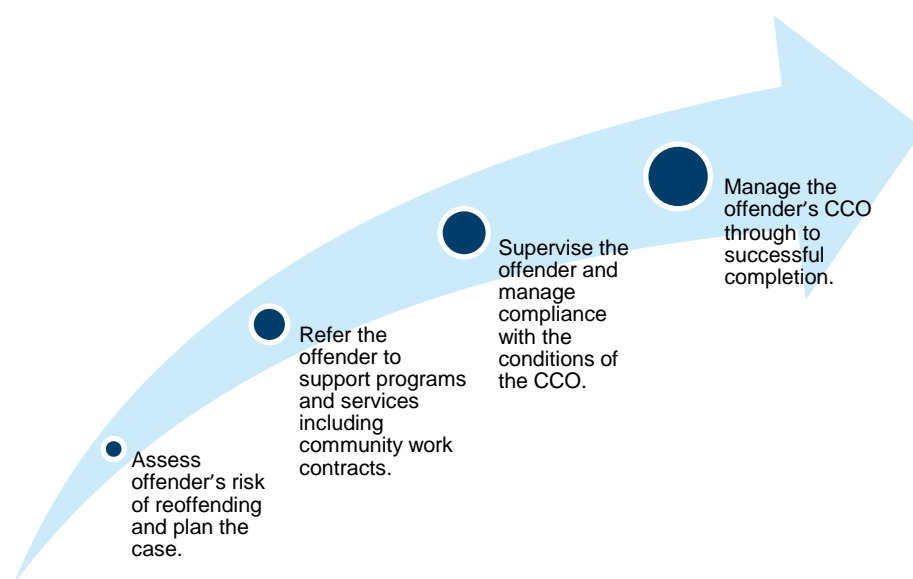 Assess
offender’s risk
of reoffending
and plan the
case.
Refer the
offender to
support programs
and services
including
community work
contracts.
Supervise the
offender and
manage
compliance
with the
conditions of
the CCO.
Manage the
offender’s CCO
through to
successful
completion.